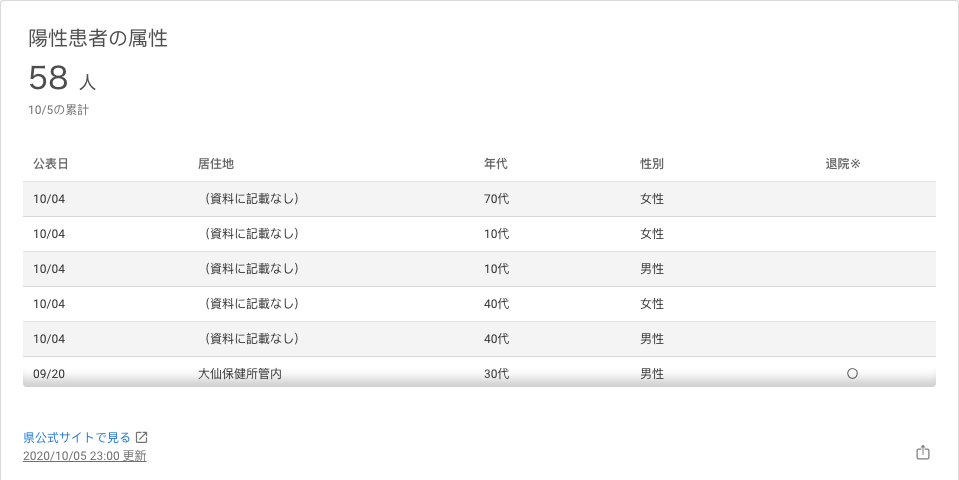 陽性患者の属性
58 人
10/5の累計
公表日 居住地 年代 性別 退院※
10/04 （資料に記載なし） 70代 女性
10/04 （資料に記載なし） 10代 女性
10/04 （資料に記載なし） 10代 男性
10/04 （資料に記載なし） 40代 女性
10/04 （資料に記載なし） 40代 男性
09/20 大仙保健所管内 30代 男性 ○
県公式サイトで見る
2020/10/05 23:00 更新